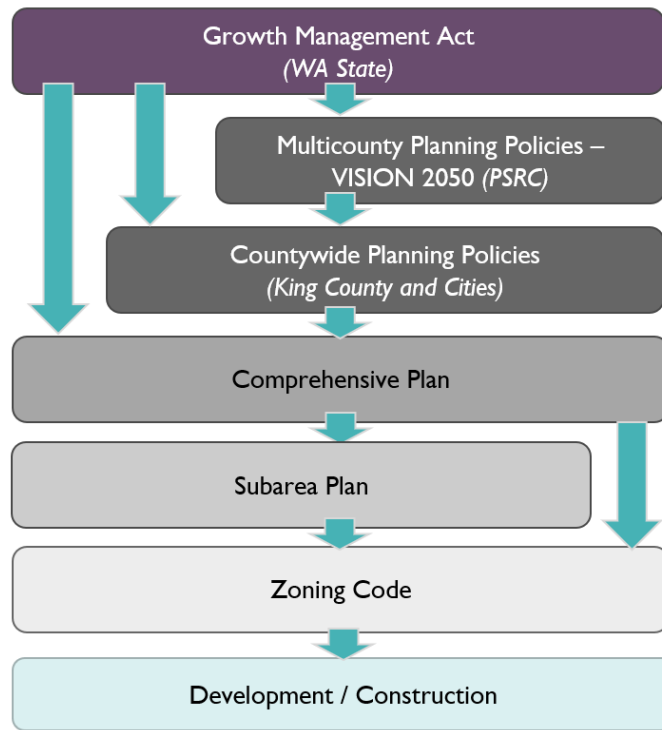 Growth Management Act
(WA State)
Multicounty Planning Policies –
VISION 2050 (PSRC)
Countywide Planning Policies
(King County and Cities)
Comprehensive Plan
Subarea Plan
Zoning Code
Development / Construction